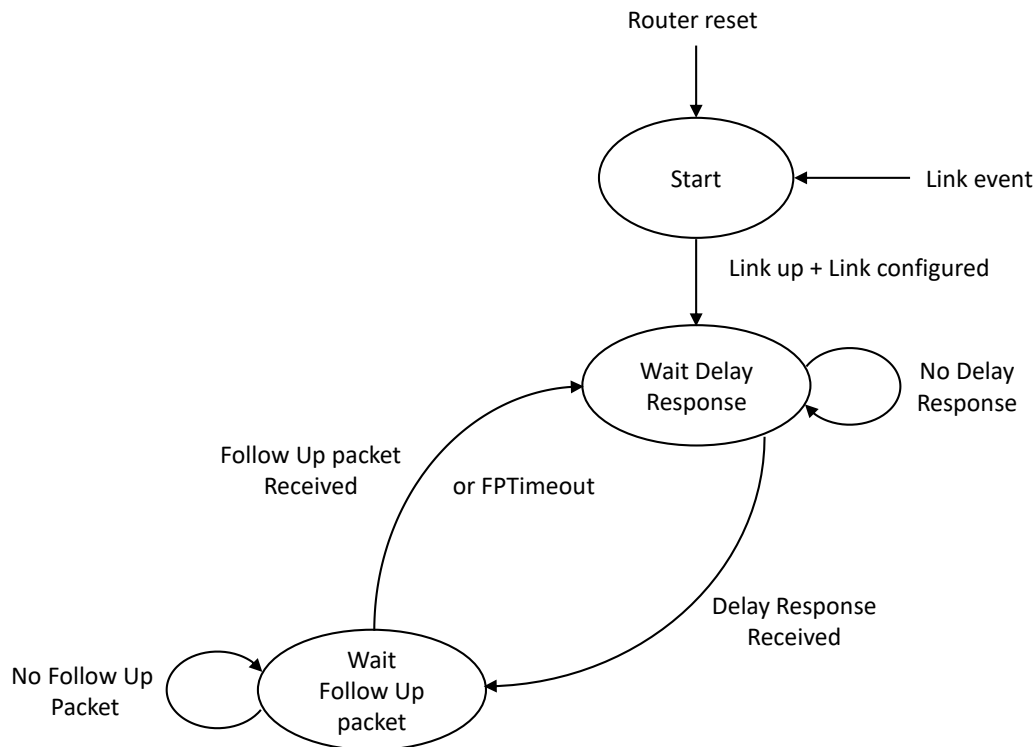 Router reset
Start
Link event
Link up + Link configured
Wait Delay
Response
No Delay
Response
Follow Up packet
Received
or FPTimeout
Delay Response
Received
No Follow Up
Packet
Wait
Follow Up
packet